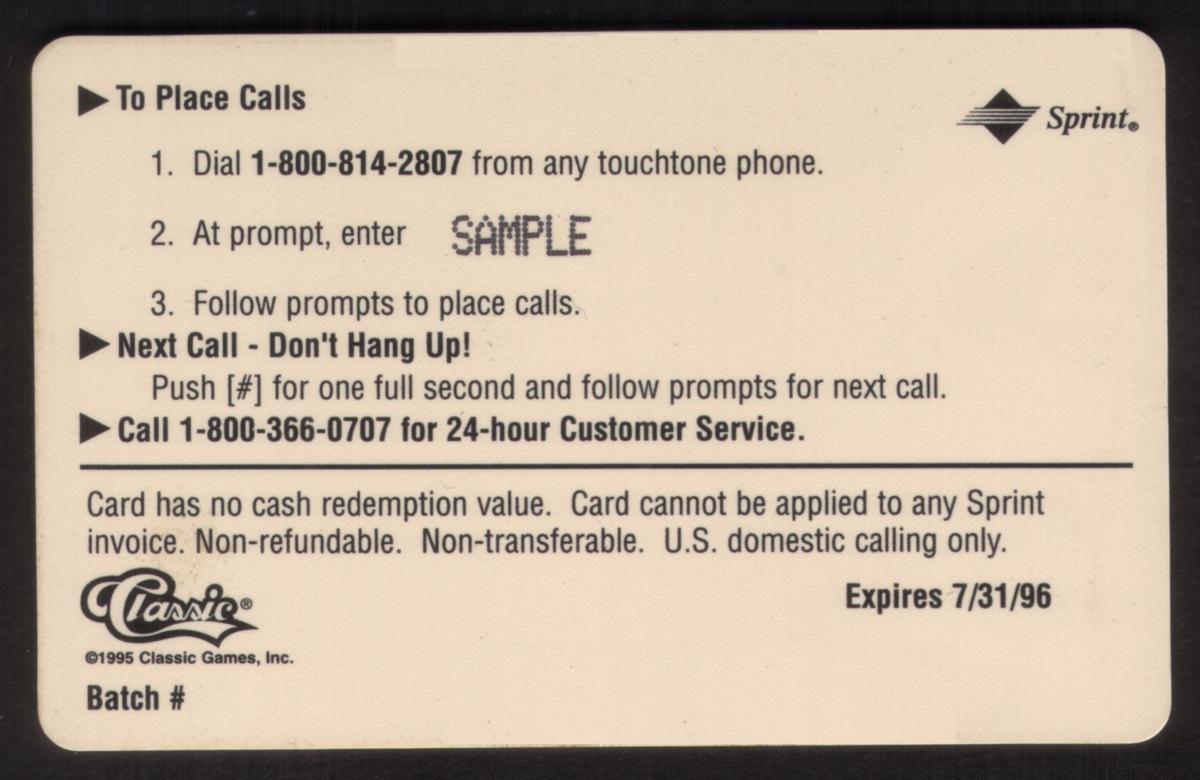 ▶ To Place Calls
Sprint®
1. Dial 1-800-814-2807 from any touchtone phone.
2. At prompt, enter SAMPLE
3. Follow prompts to place calls.
▶ Next Call - Don't Hang Up!
Push [#] for one full second and follow prompts for next call.
▶ Call 1-800-366-0707 for 24-hour Customer Service.
Card has no cash redemption value. Card cannot be applied to any Sprint
invoice. Non-refundable. Non-transferable. U.S. domestic calling only.
Classic®
Expires 7/31/96
©1995 Classic Games, Inc.
Batch #